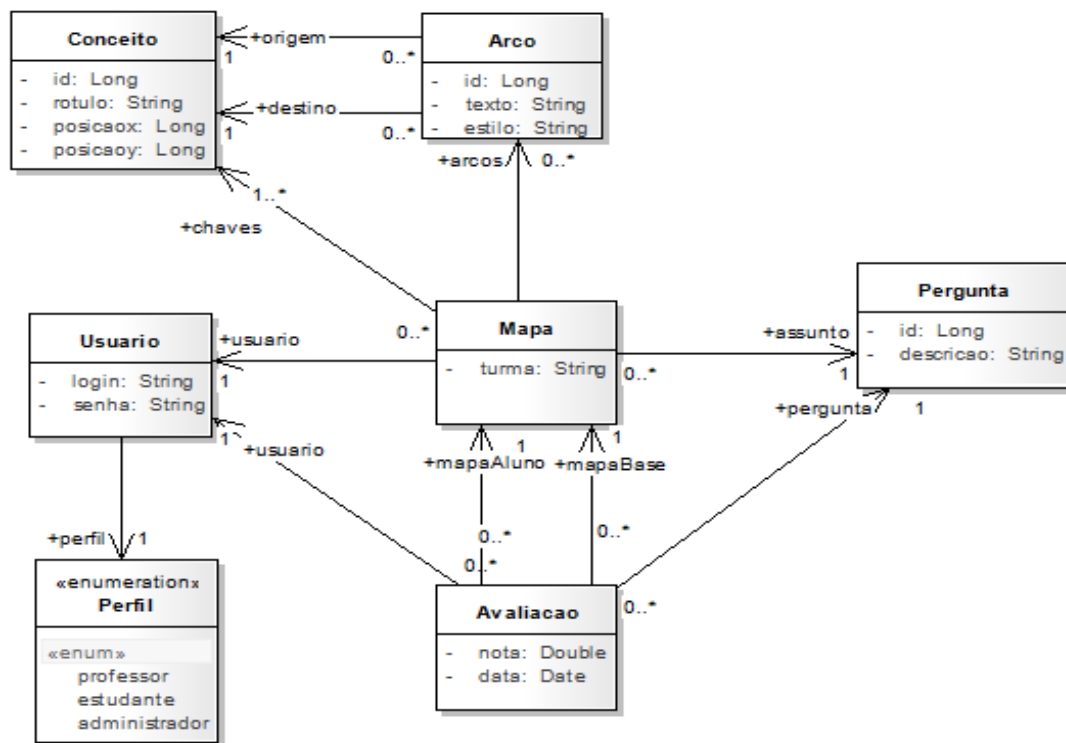 Conceito
- id: Long
- rotulo: String
- posicaox: Long
- posicaoy: Long
+origem
1
0..*
+destino
1
0..*
Arco
- id: Long
- texto: String
- estilo: String
+arcos
0..*
1..*
+chaves
Usuario
- login: String
- senha: String
+usuario
1
0..*
Mapa
- turma: String
+assunto
0..*
1
Pergunta
- id: Long
- descricao: String
+pergunta
1
1
+usuario
+mapaAluno
1
+mapaBase
1
+perfil
1
0..*
0..*
0..*
0..*
«enumeration»
Perfil
«enum»
professor
estudante
administrador
Avaliacao
- nota: Double
- data: Date